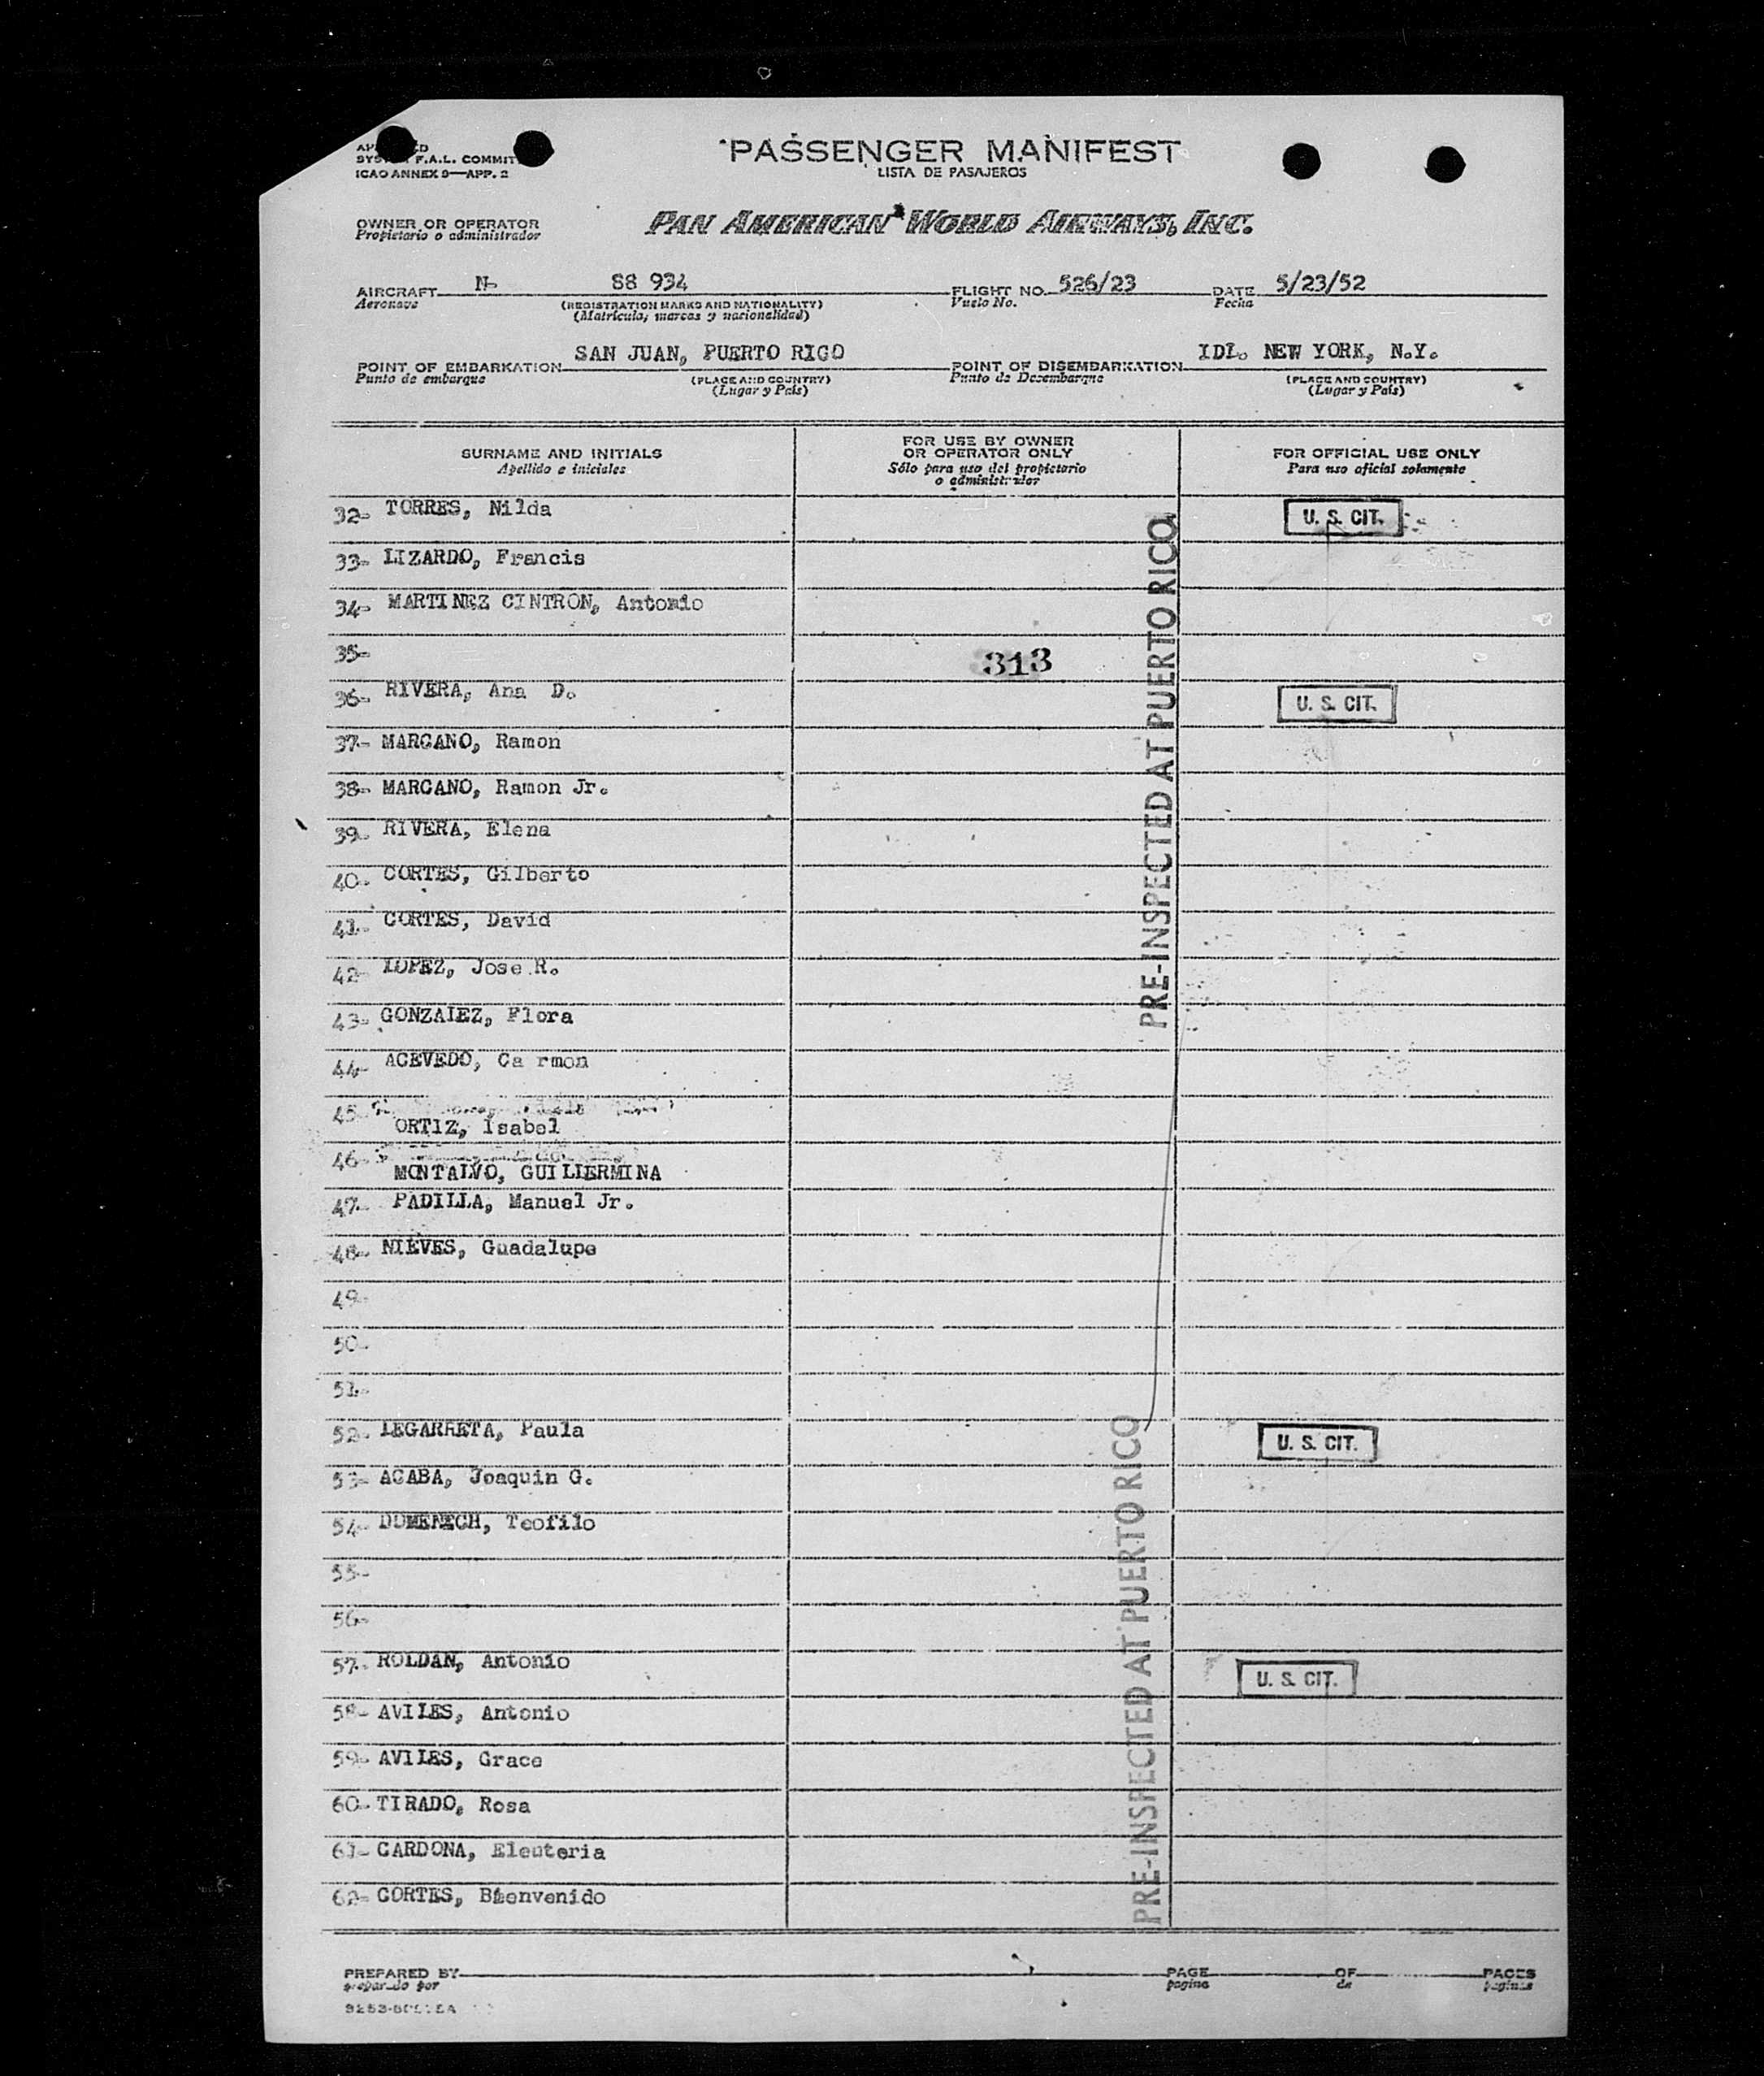 PASSENGER MANIFEST
LISTA DE PASAJEROS
SYSTEM F.A.L. COMMIT
ICAO ANNEX 9—APP. 2
OWNER OR OPERATOR
Propietario o administrador
PAN AMERICAN WORLD AIRWAYS, INC.
AIRCRAFT N- 88 934 FLIGHT NO. 526/23 DATE 5/23/52
Aeronave (REGISTRATION MARKS AND NATIONALITY) Vuelo No. Fecha
(Matricula, marcas y nacionalidad)
POINT OF EMBARKATION SAN JUAN, PUERTO RICO POINT OF DISEMBARKATION IDL. NEW YORK, N.Y.
Punto de embarque (PLACE AND COUNTRY) Punto de Desembarque (PLACE AND COUNTRY)
(Lugar y País) (Lugar y País)
SURNAME AND INITIALS
Apellido e iniciales
FOR USE BY OWNER
OR OPERATOR ONLY
Sólo para uso del propietario
o administrador
FOR OFFICIAL USE ONLY
Para uso oficial solamente
32- TORRES, Nilda U. S. CIT.
33- LIZARDO, Francis
34- MARTINEZ CINTRON, Antonio
35- 313
36- RIVERA, Ana D. U. S. CIT.
37- MARCANO, Ramon
38- MARCANO, Ramon Jr.
39- RIVERA, Elena
40- CORTES, Gilberto
41- CORTES, David
42- LOPEZ, Jose R.
43- GONZALEZ, Flora
44- ACEVEDO, Ca rmen
45-
ORTIZ, Isabel
46-
MONTALVO, GUILLERMINA
47- PADILLA, Manuel Jr.
48- NIEVES, Guadalupe
49-
50-
51-
52- LEGARRETA, Paula U. S. CIT.
53- ACABA, Joaquin G.
54- DOMENECH, Teofilo
55-
56-
57- ROLDAN, Antonio U. S. CIT.
58- AVILES, Antonio
59- AVILES, Grace
60- TIRADO, Rosa
61- CARDONA, Eleuteria
62- CORTES, Bienvenido
PRE-INSPECTED AT PUERTO RICO
PRE-INSPECTED AT PUERTO RICO
PREPARED BY PAGE OF PAGES
preparado por pagina de paginas